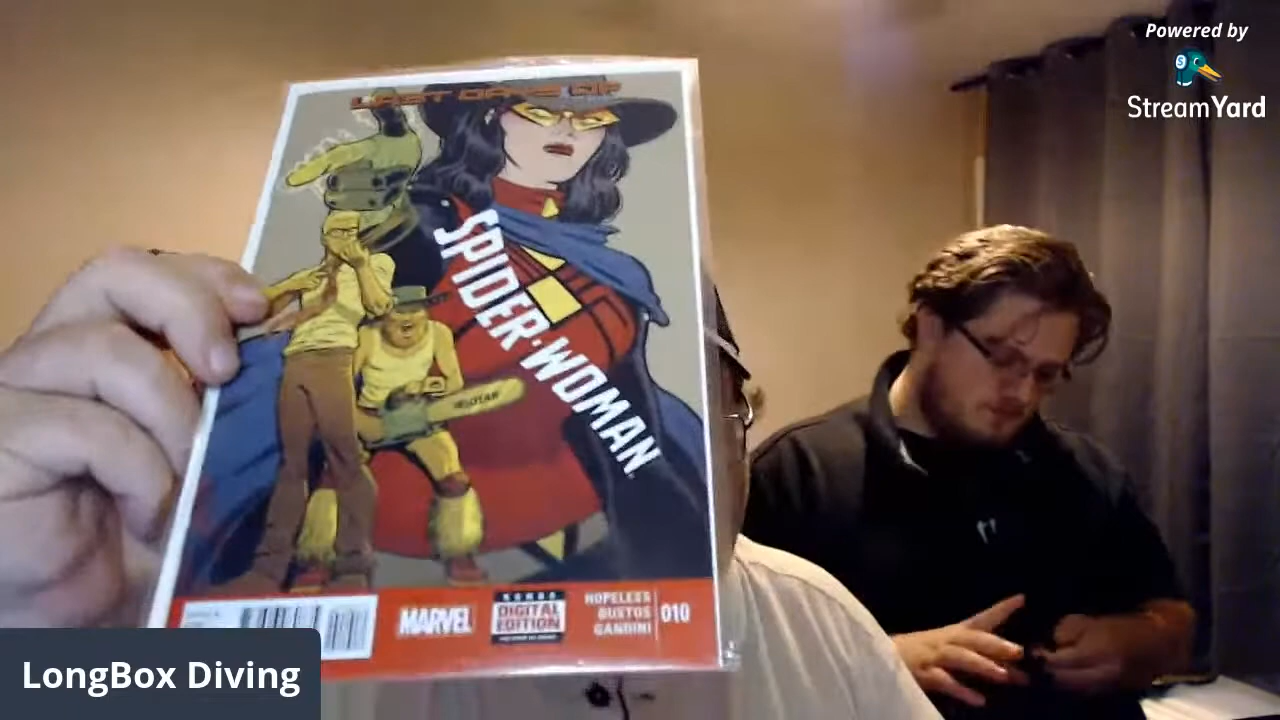 Powered by
StreamYard
LAST DAYS OF
SPIDER-WOMAN
MARVEL
DIGITAL
EDITION
HOPELESS
BUSTOS
GANDINI
010
LongBox Diving